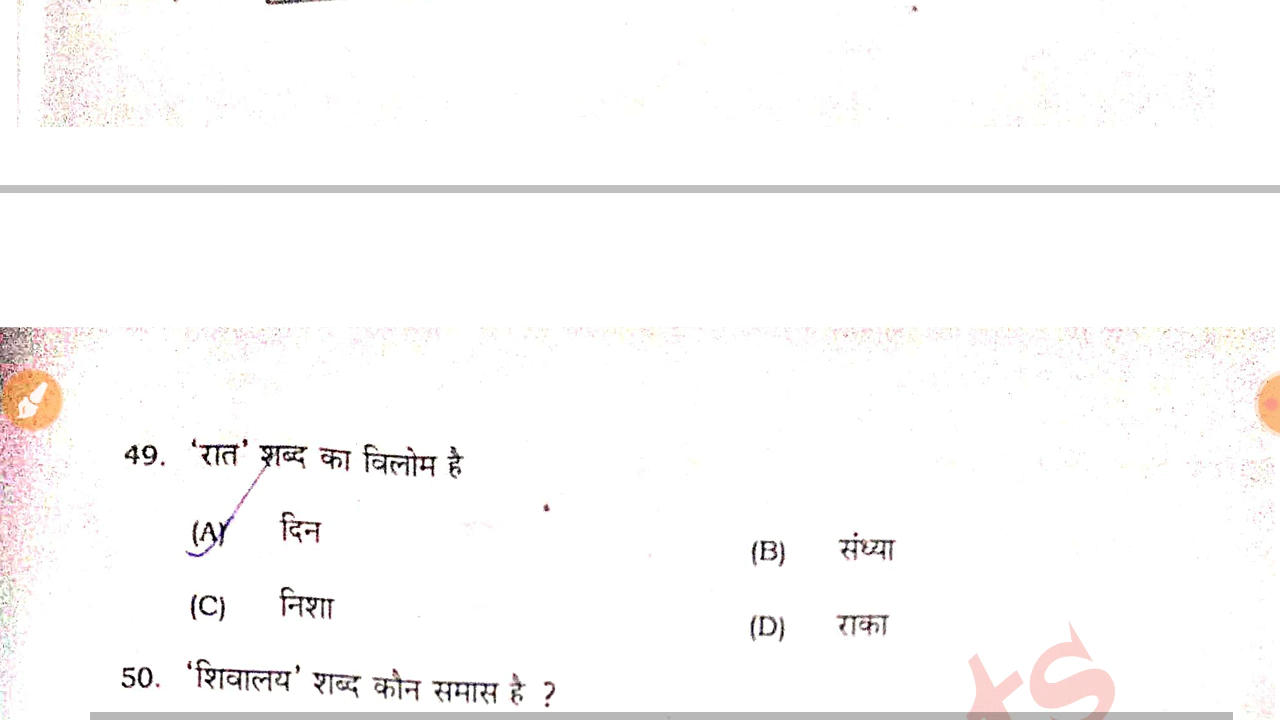 49. 'रात' शब्द का विलोम है
(A) दिन
(B) संध्या
(C) निशा
(D) राका
50. 'शिवालय' शब्द कौन समास है ?